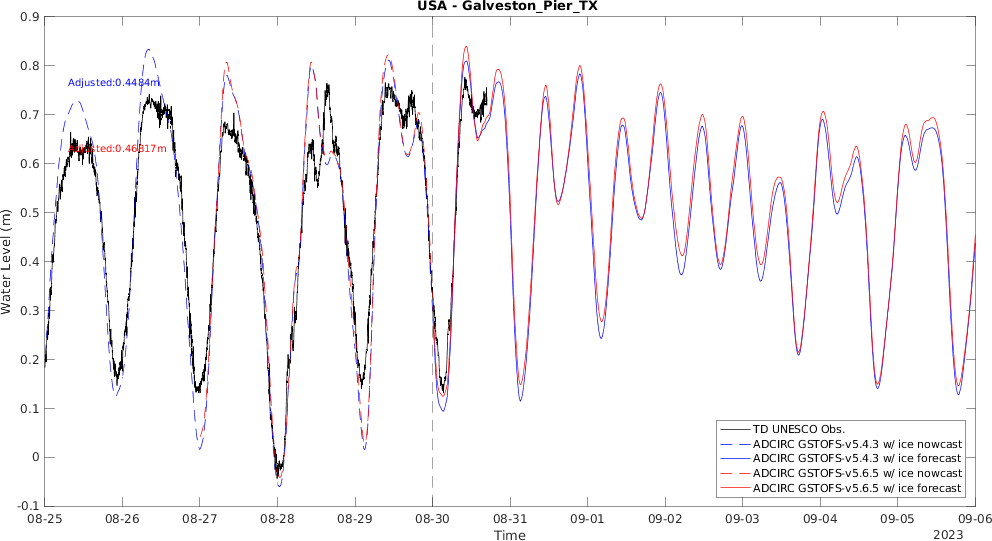 USA - Galveston_Pier_TX
0.9
0.8
0.7
0.6
0.5
0.4
0.3
0.2
0.1
0
-0.1
Water Level (m)
Adjusted:0.4484m
Adjusted:0.46317m
TD UNESCO Obs.
ADCIRC GSTOFS-v5.4.3 w/ ice nowcast
ADCIRC GSTOFS-v5.4.3 w/ ice forecast
ADCIRC GSTOFS-v5.6.5 w/ ice nowcast
ADCIRC GSTOFS-v5.6.5 w/ ice forecast
08-25 08-26 08-27 08-28 08-29 08-30 08-31 09-01 09-02 09-03 09-04 09-05 09-06
Time
2023